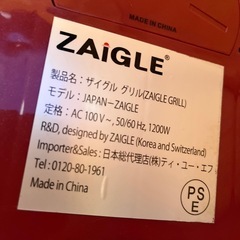 MADE IN CHINA
ZAiGLE®
製品名：ザイグル グリル(ZAIGLE GRILL)
モデル：JAPAN－ZAIGLE
定格：AC 100 V～, 50/60 Hz, 1200W
R&D, designed by ZAIGLE (Korea and Switzerland)
Importer&Sales : 日本総代理店(株)ティ・ユー・エフ
Tel : 0120-80-1961
Made in China
PS
E